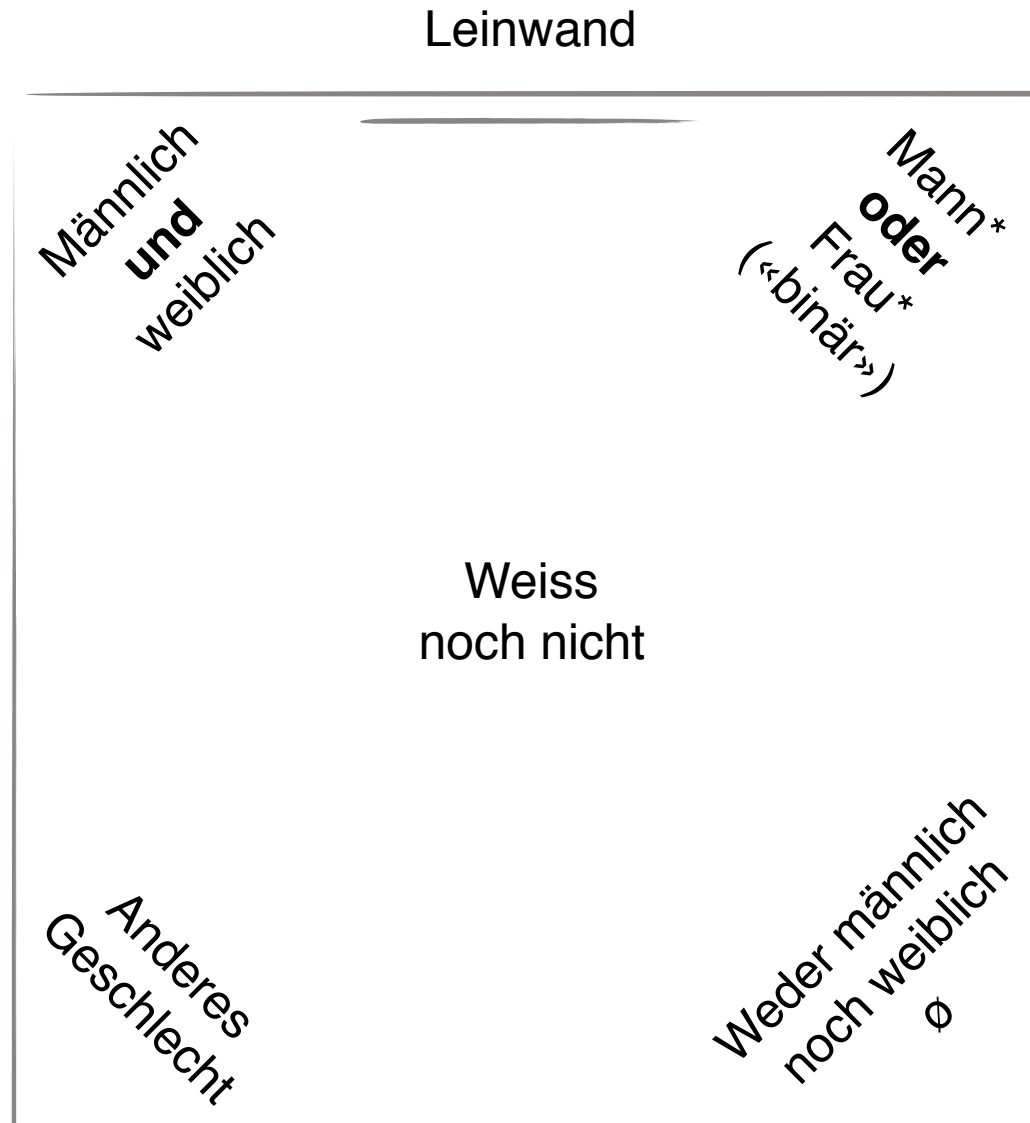 Leinwand
Männlich
und
weiblich
Mann*
oder
Frau*
(«binär»)
Weiss
noch nicht
Anderes
Geschlecht
Weder männlich
noch weiblich
ø